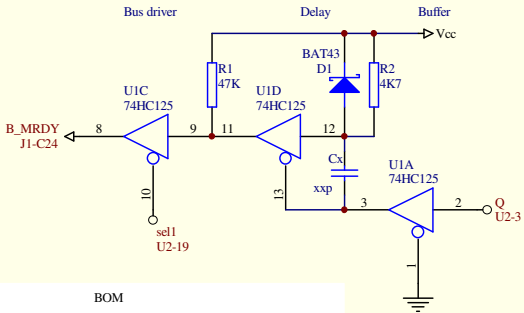 Bus driver Delay Buffer
Vcc
BAT43
D1
R1
47K
R2
4K7
U1C
74HC125
U1D
74HC125
B_MRDY
J1-C24
8
9
11
12
Cx
xxp
U1A
74HC125
10
13
3
2
Q
U2-3
sel1
U2-19
1
BOM